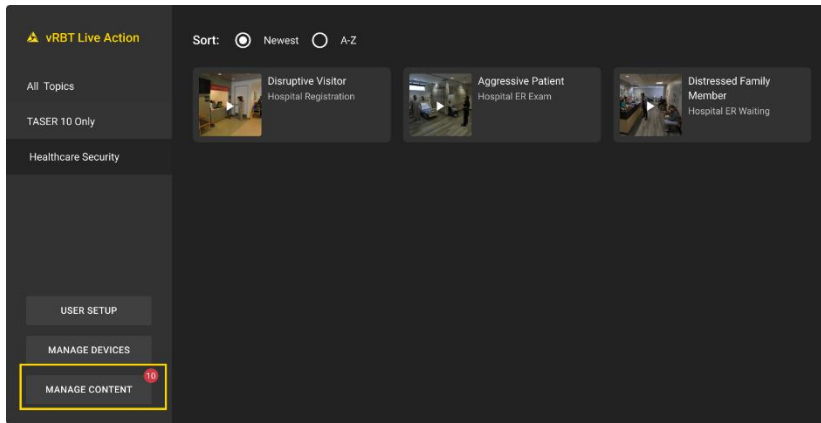 vRBT Live Action
All Topics
TASER 10 Only
Healthcare Security
USER SETUP
MANAGE DEVICES
MANAGE CONTENT
10
Sort:
Newest
A-Z
Disruptive Visitor
Hospital Registration
Aggressive Patient
Hospital ER Exam
Distressed Family
Member
Hospital ER Waiting